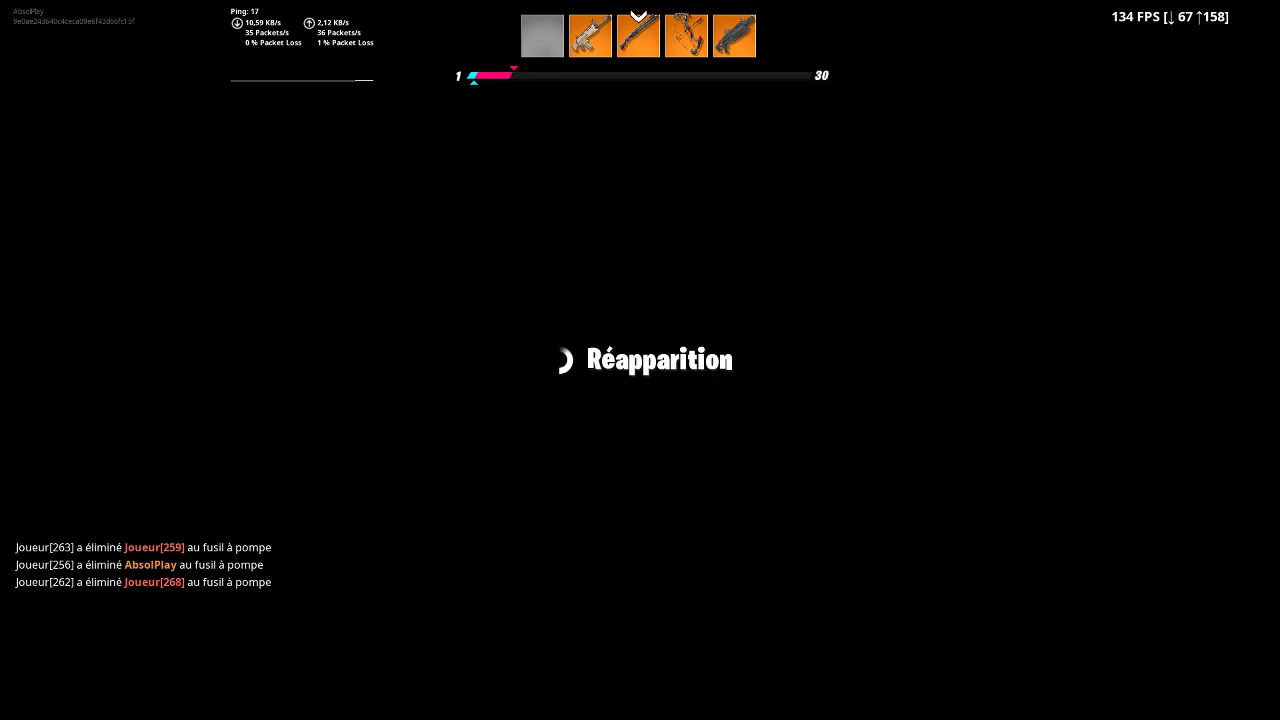 AbsolPlay
9e0ae243640c4ceca09e6f43d66fc15f
Ping: 17
10,59 KB/s 2,12 KB/s
35 Packets/s 36 Packets/s
0 % Packet Loss 1 % Packet Loss
134 FPS [↓ 67 ↑158]
1 30
Réapparition
Joueur[263] a éliminé Joueur[259] au fusil à pompe
Joueur[256] a éliminé AbsolPlay au fusil à pompe
Joueur[262] a éliminé Joueur[268] au fusil à pompe